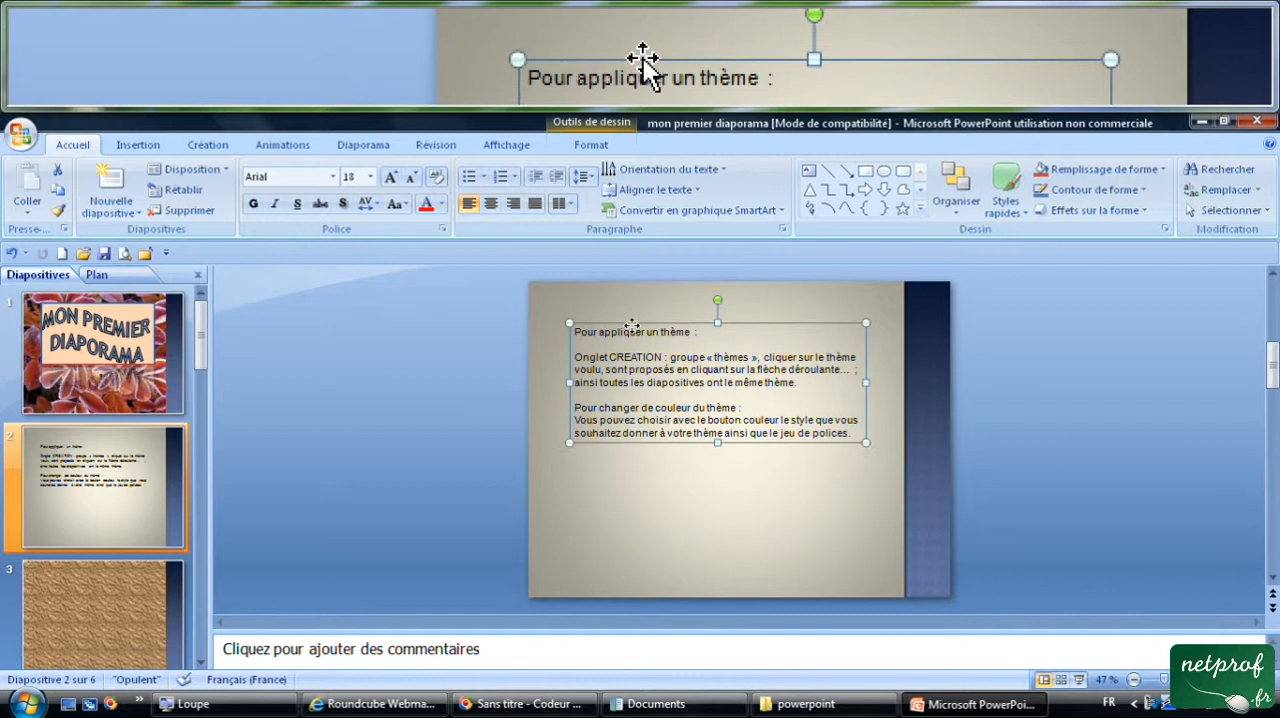 Pour appliquer un thème :
Outils de dessin
mon premier diaporama [Mode de compatibilité] - Microsoft PowerPoint utilisation non commerciale
Accueil
Insertion
Création
Animations
Diaporama
Révision
Affichage
Format
Coller
Nouvelle diapositive
Disposition
Rétablir
Supprimer
Arial
18
Orientation du texte
Aligner le texte
Convertir en graphique SmartArt
Organiser
Styles rapides
Remplissage de forme
Contour de forme
Effets sur la forme
Rechercher
Remplacer
Sélectionner
Presse-...
Diapositives
Police
Paragraphe
Dessin
Modification
Diapositives
Plan
1
MON PREMIER
DIAPORAMA
2
3
Pour appliquer un thème :
Onglet CREATION : groupe « thèmes », cliquer sur le thème
voulu, sont proposés en cliquant sur la flèche déroulante... ;
ainsi toutes les diapositives ont le même thème.
Pour changer de couleur du thème :
Vous pouvez choisir avec le bouton couleur le style que vous
souhaitez donner à votre thème ainsi que le jeu de polices.
Cliquez pour ajouter des commentaires
Diapositive 2 sur 6
"Opulent"
Français (France)
47 %
netprof
.fr
Loupe
Roundcube Webma...
Sans titre - Codeur ...
Documents
powerpoint
Microsoft PowerPoi...
FR